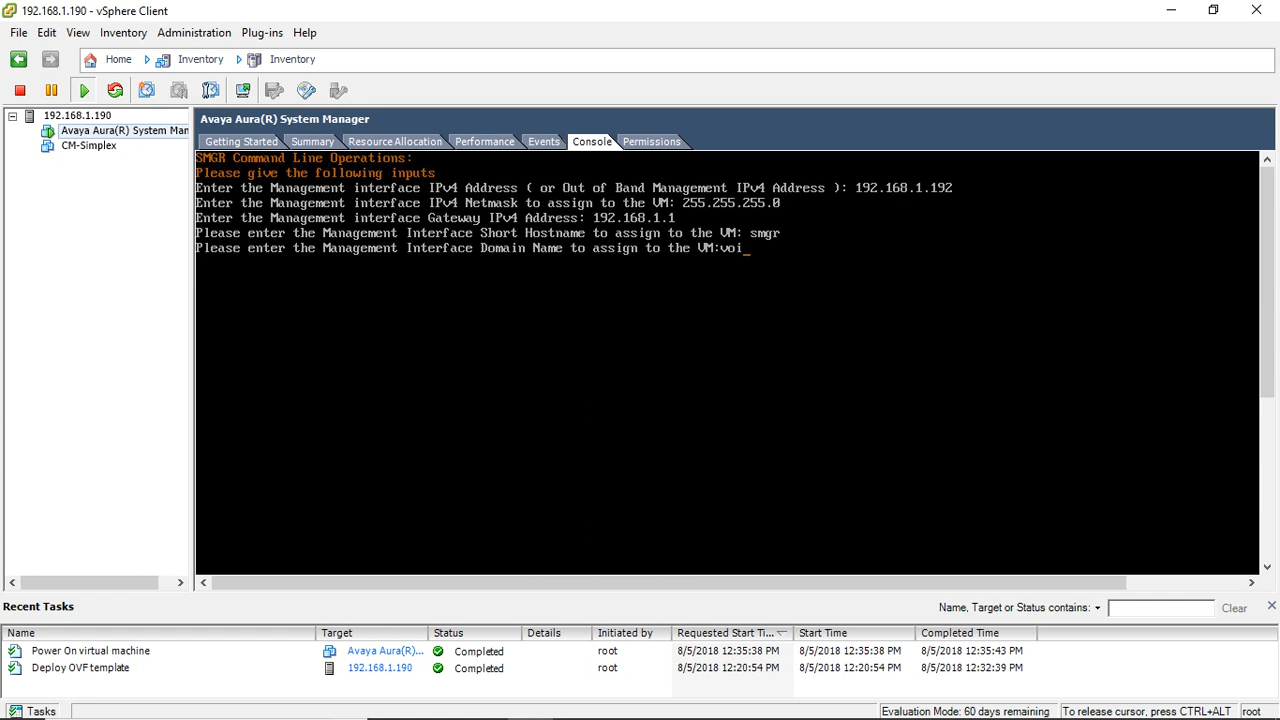 192.168.1.190 - vSphere Client
File Edit View Inventory Administration Plug-ins Help
Home Inventory Inventory
192.168.1.190
Avaya Aura(R) System Man
CM-Simplex
Avaya Aura(R) System Manager
Getting Started Summary Resource Allocation Performance Events Console Permissions
SMGR Command Line Operations:
Please give the following inputs
Enter the Management interface IPv4 Address ( or Out of Band Management IPv4 Address ): 192.168.1.192
Enter the Management interface IPv4 Netmask to assign to the VM: 255.255.255.0
Enter the Management interface Gateway IPv4 Address: 192.168.1.1
Please enter the Management Interface Short Hostname to assign to the VM: smgr
Please enter the Management Interface Domain Name to assign to the VM:voi_
Recent Tasks
Name, Target or Status contains: Clear
Name Target Status Details Initiated by Requested Start Ti... Start Time Completed Time
Power On virtual machine Avaya Aura(R)... Completed root 8/5/2018 12:35:38 PM 8/5/2018 12:35:38 PM 8/5/2018 12:35:43 PM
Deploy OVF template 192.168.1.190 Completed root 8/5/2018 12:20:54 PM 8/5/2018 12:20:54 PM 8/5/2018 12:32:39 PM
Tasks Evaluation Mode: 60 days remaining To release cursor, press CTRL+ALT root